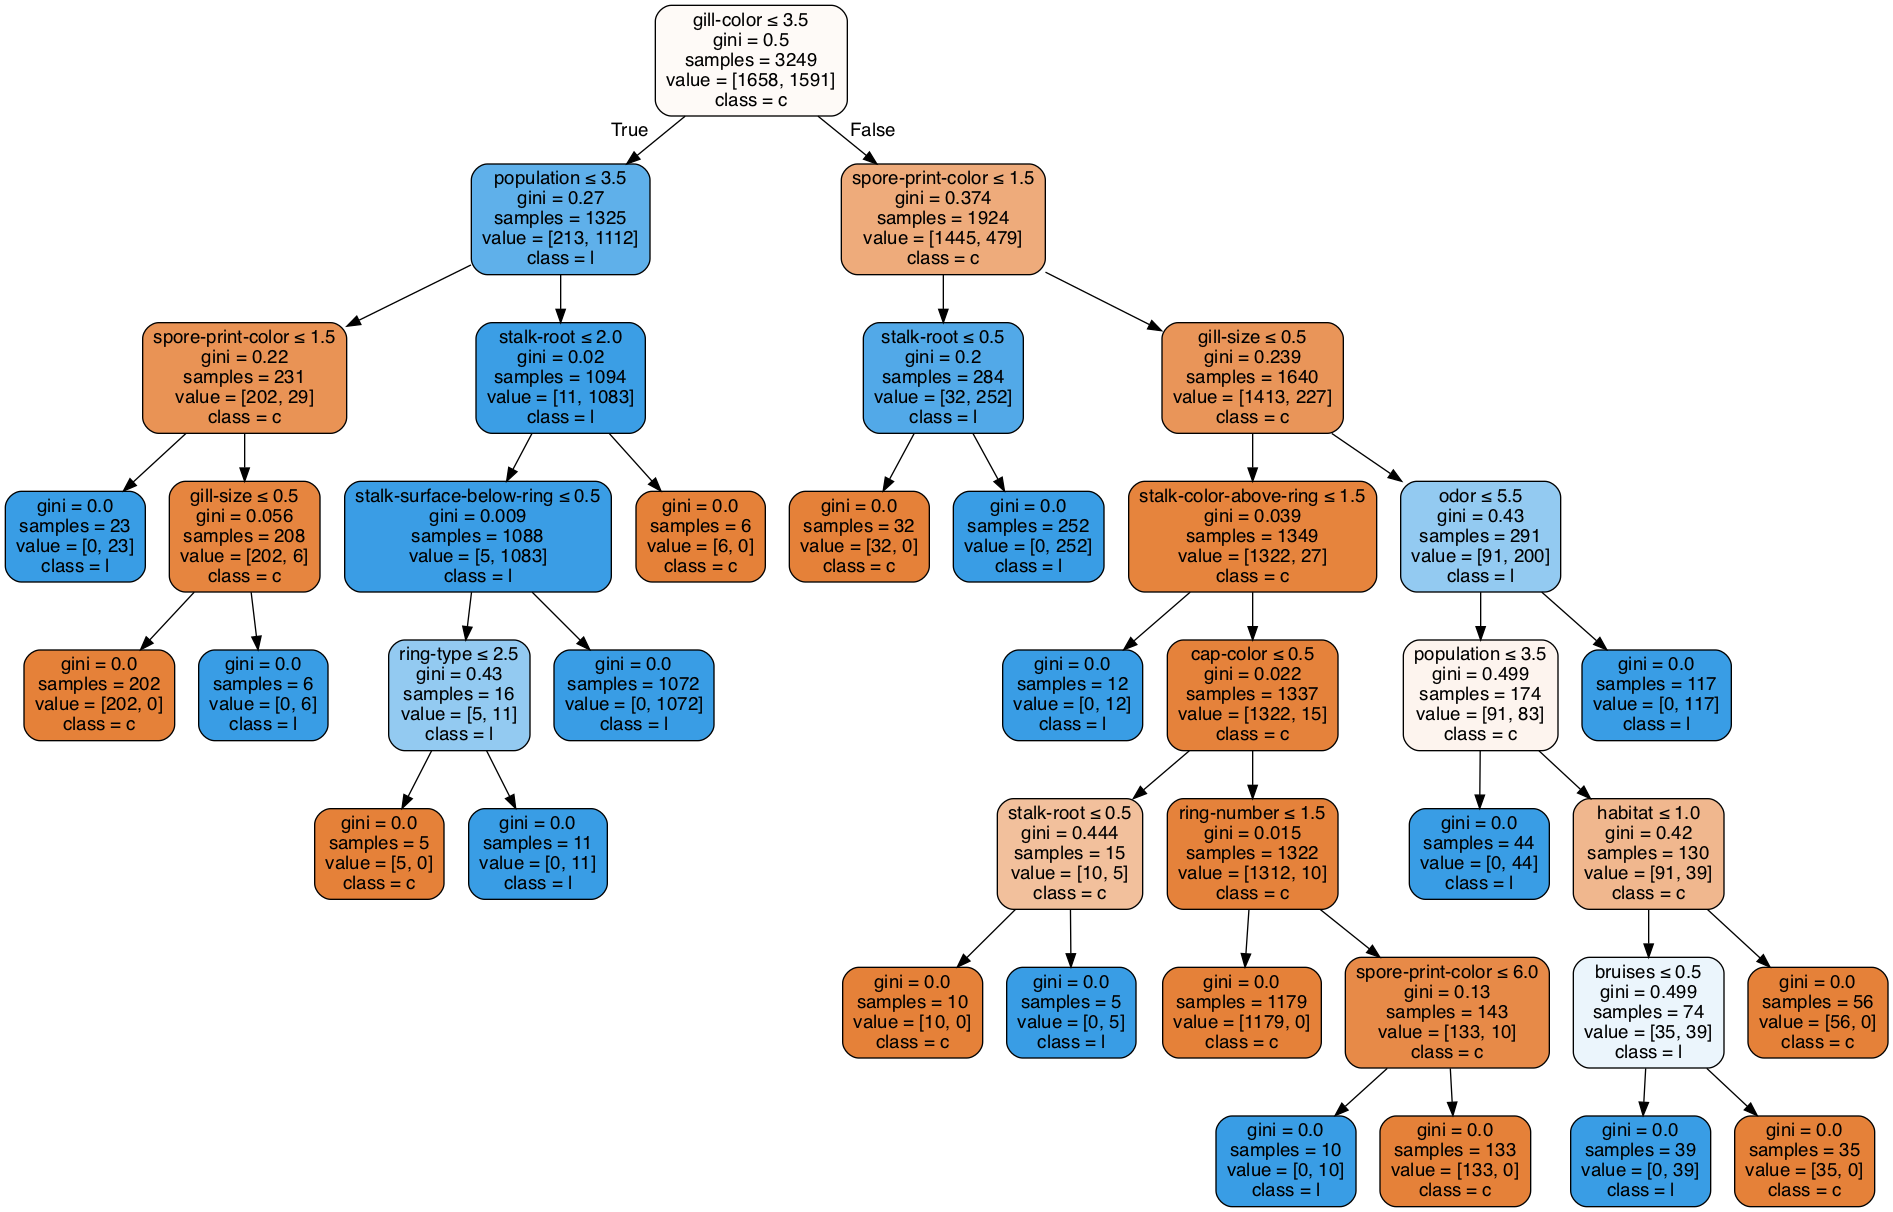 gill-color ≤ 3.5
gini = 0.5
samples = 3249
value = [1658, 1591]
class = c
True
False
population ≤ 3.5
gini = 0.27
samples = 1325
value = [213, 1112]
class = l
spore-print-color ≤ 1.5
gini = 0.374
samples = 1924
value = [1445, 479]
class = c
spore-print-color ≤ 1.5
gini = 0.22
samples = 231
value = [202, 29]
class = c
stalk-root ≤ 2.0
gini = 0.02
samples = 1094
value = [11, 1083]
class = l
stalk-root ≤ 0.5
gini = 0.2
samples = 284
value = [32, 252]
class = l
gill-size ≤ 0.5
gini = 0.239
samples = 1640
value = [1413, 227]
class = c
gini = 0.0
samples = 23
value = [0, 23]
class = l
gill-size ≤ 0.5
gini = 0.056
samples = 208
value = [202, 6]
class = c
stalk-surface-below-ring ≤ 0.5
gini = 0.009
samples = 1088
value = [5, 1083]
class = l
gini = 0.0
samples = 6
value = [6, 0]
class = c
gini = 0.0
samples = 32
value = [32, 0]
class = c
gini = 0.0
samples = 252
value = [0, 252]
class = l
stalk-color-above-ring ≤ 1.5
gini = 0.039
samples = 1349
value = [1322, 27]
class = c
odor ≤ 5.5
gini = 0.43
samples = 291
value = [91, 200]
class = l
gini = 0.0
samples = 202
value = [202, 0]
class = c
gini = 0.0
samples = 6
value = [0, 6]
class = l
ring-type ≤ 2.5
gini = 0.43
samples = 16
value = [5, 11]
class = l
gini = 0.0
samples = 1072
value = [0, 1072]
class = l
gini = 0.0
samples = 12
value = [0, 12]
class = l
cap-color ≤ 0.5
gini = 0.022
samples = 1337
value = [1322, 15]
class = c
population ≤ 3.5
gini = 0.499
samples = 174
value = [91, 83]
class = c
gini = 0.0
samples = 117
value = [0, 117]
class = l
gini = 0.0
samples = 5
value = [5, 0]
class = c
gini = 0.0
samples = 11
value = [0, 11]
class = l
stalk-root ≤ 0.5
gini = 0.444
samples = 15
value = [10, 5]
class = c
ring-number ≤ 1.5
gini = 0.015
samples = 1322
value = [1312, 10]
class = c
gini = 0.0
samples = 44
value = [0, 44]
class = l
habitat ≤ 1.0
gini = 0.42
samples = 130
value = [91, 39]
class = c
gini = 0.0
samples = 10
value = [10, 0]
class = c
gini = 0.0
samples = 5
value = [0, 5]
class = l
gini = 0.0
samples = 1179
value = [1179, 0]
class = c
spore-print-color ≤ 6.0
gini = 0.13
samples = 143
value = [133, 10]
class = c
bruises ≤ 0.5
gini = 0.499
samples = 74
value = [35, 39]
class = l
gini = 0.0
samples = 56
value = [56, 0]
class = c
gini = 0.0
samples = 10
value = [0, 10]
class = l
gini = 0.0
samples = 133
value = [133, 0]
class = c
gini = 0.0
samples = 39
value = [0, 39]
class = l
gini = 0.0
samples = 35
value = [35, 0]
class = c